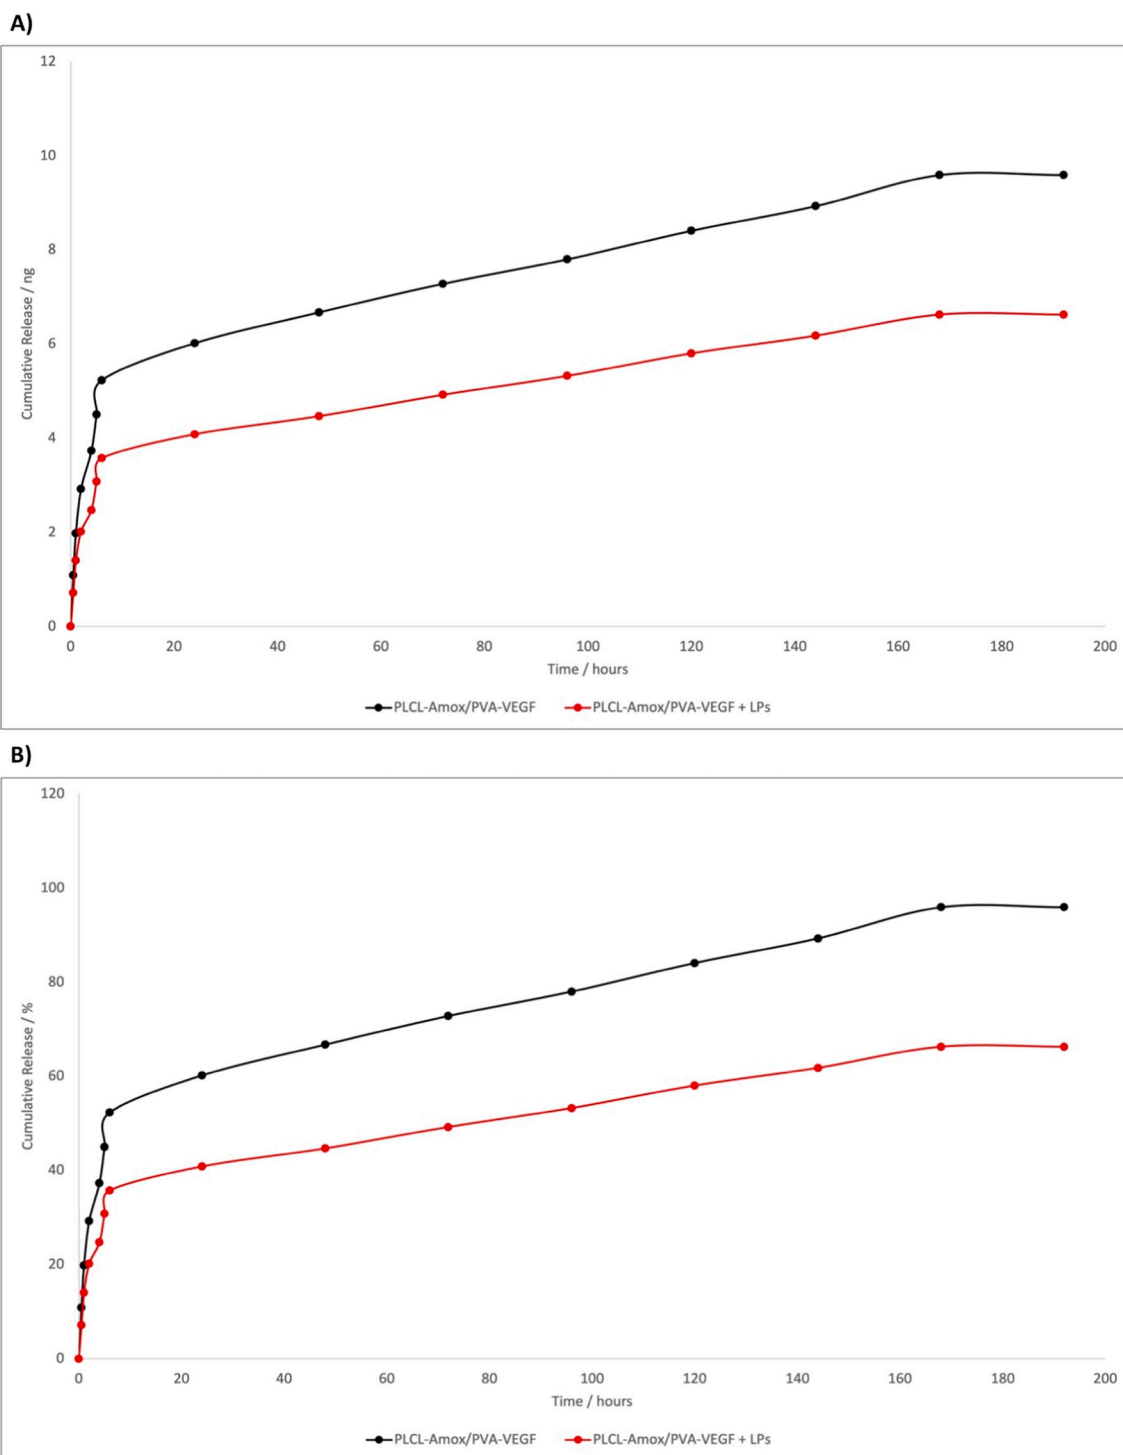 A)
12
10
8
6
4
2
0
Cumulative Release / ng
0 20 40 60 80 100 120 140 160 180 200
Time / hours
PLCL-Amox/PVA-VEGF PLCL-Amox/PVA-VEGF + LPs
B)
120
100
80
60
40
20
0
Cumulative Release / %
0 20 40 60 80 100 120 140 160 180 200
Time / hours
PLCL-Amox/PVA-VEGF PLCL-Amox/PVA-VEGF + LPs